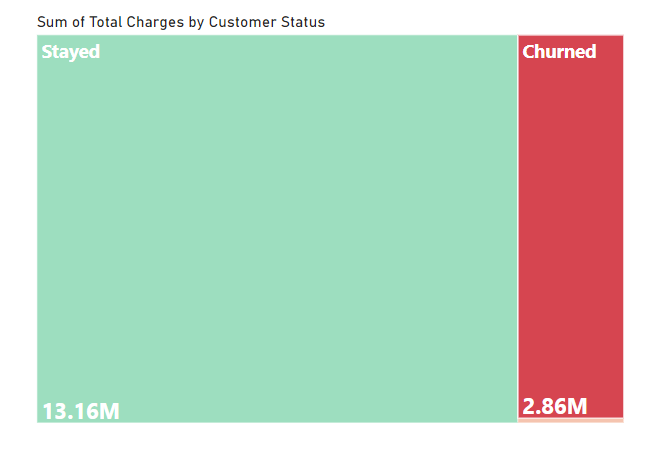 Sum of Total Charges by Customer Status
Stayed
Churned
13.16M
2.86M